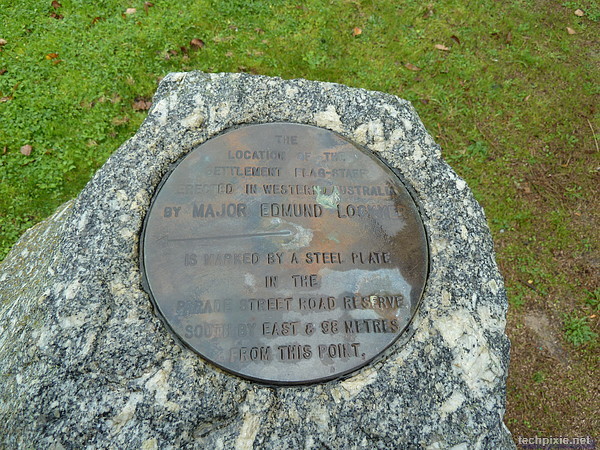 THE
LOCATION OF THE
SETTLEMENT FLAG-STAFF
ERECTED IN WESTERN AUSTRALIA
BY MAJOR EDMUND LOCKYER
IS MARKED BY A STEEL PLATE
IN THE
PARADE STREET ROAD RESERVE
SOUTH BY EAST & 96 METRES
FROM THIS POINT.
techpixie.net